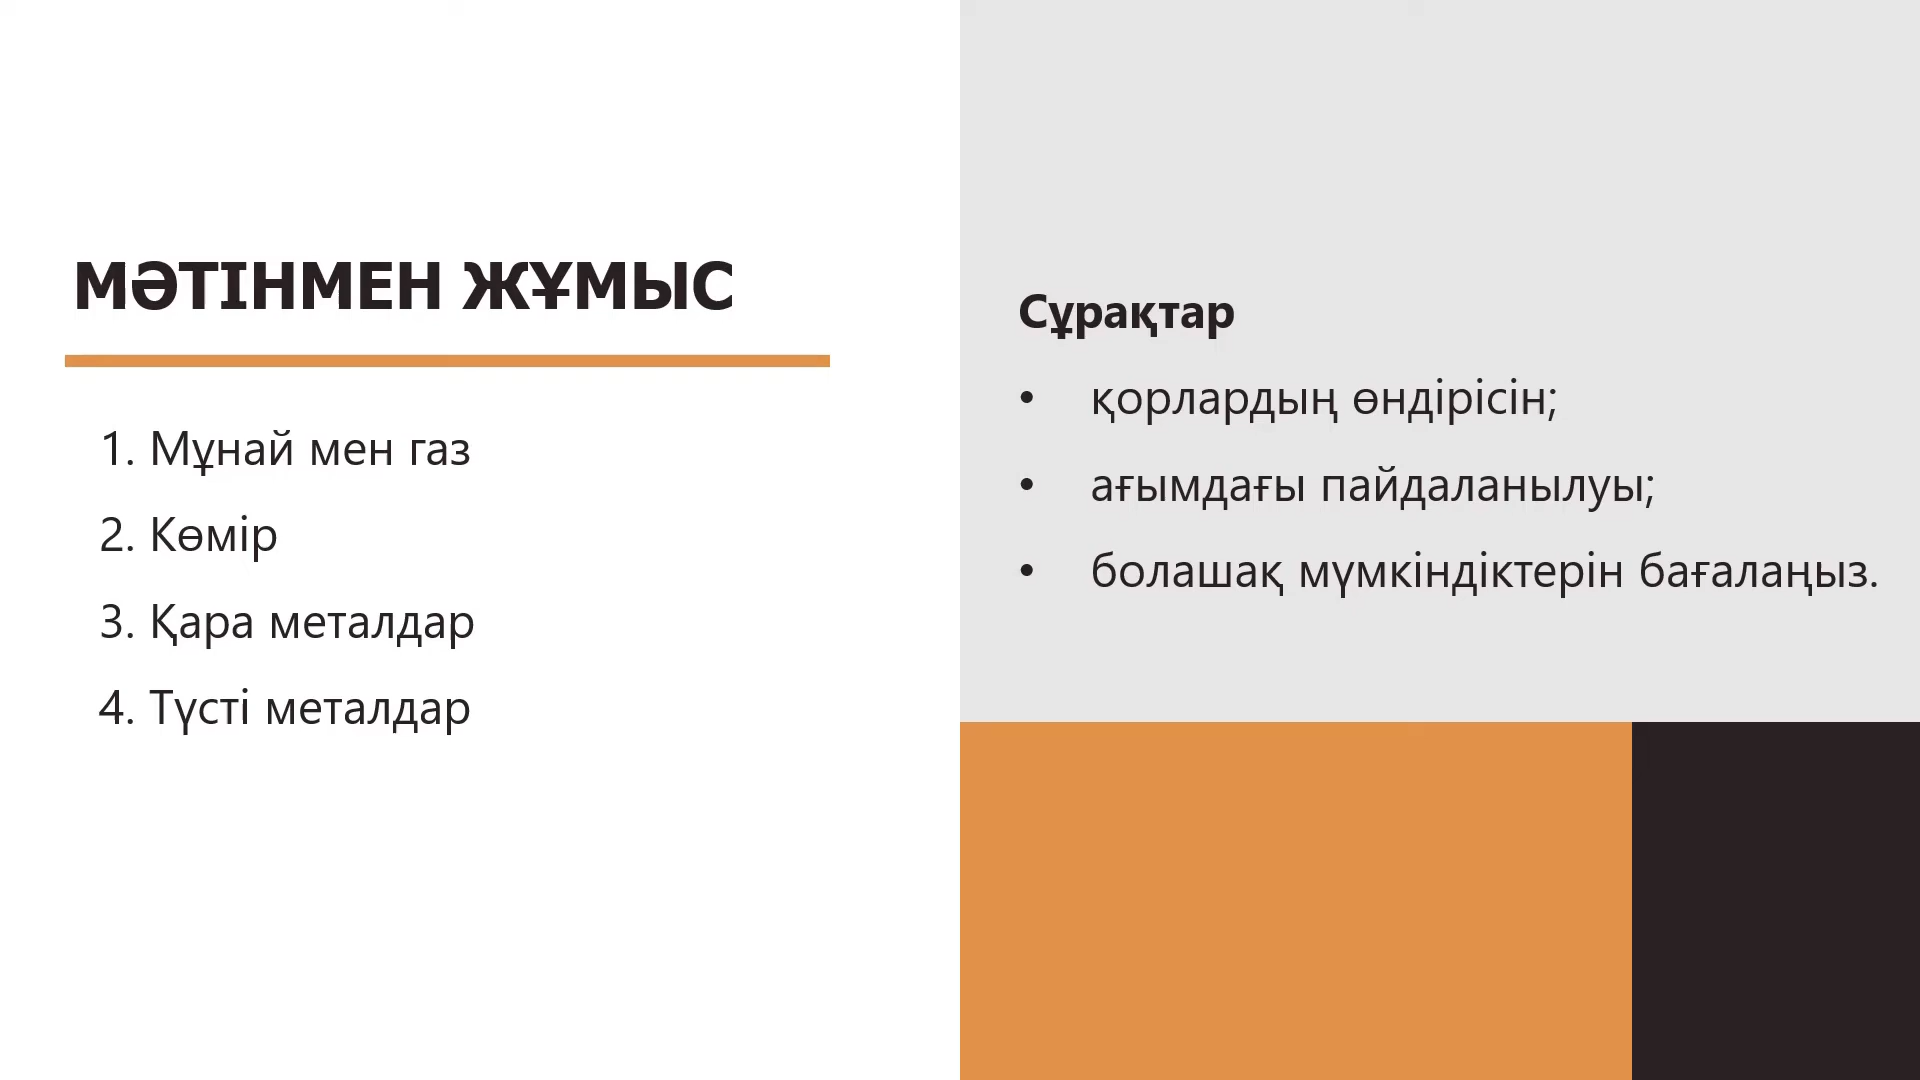 МӘТІНМЕН ЖҰМЫС
1. Мұнай мен газ
2. Көмір
3. Қара металдар
4. Түсті металдар
Сұрақтар
• қорлардың өндірісін;
• ағымдағы пайдаланылуы;
• болашақ мүмкіндіктерін бағалаңыз.